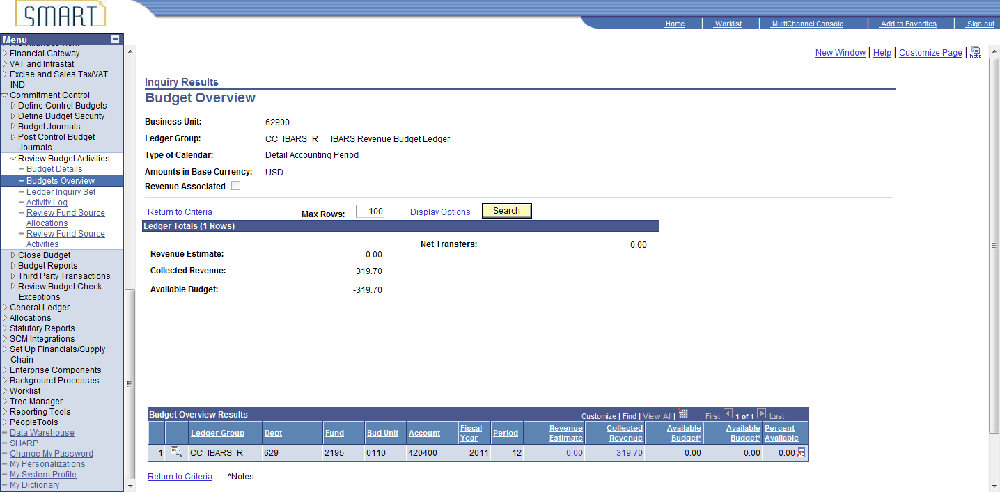 SMART
Home
Worklist
MultiChannel Console
Add to Favorites
Sign out
Menu
Financial Gateway
VAT and Intrastat
Excise and Sales Tax/VAT
IND
Commitment Control
Define Control Budgets
Define Budget Security
Budget Journals
Post Control Budget
Journals
Review Budget Activities
Budget Details
Budgets Overview
Ledger Inquiry Set
Activity Log
Review Fund Source
Allocations
Review Fund Source
Activities
Close Budget
Budget Reports
Third Party Transactions
Review Budget Check
Exceptions
General Ledger
Allocations
Statutory Reports
SCM Integrations
Set Up Financials/Supply
Chain
Enterprise Components
Background Processes
Worklist
Tree Manager
Reporting Tools
PeopleTools
Data Warehouse
SHARP
Change My Password
My Personalizations
My System Profile
My Dictionary
New Window | Help | Customize Page | http
Inquiry Results
Budget Overview
Business Unit: 62900
Ledger Group: CC_IBARS_R IBARS Revenue Budget Ledger
Type of Calendar: Detail Accounting Period
Amounts in Base Currency: USD
Revenue Associated
Return to Criteria Max Rows: 100 Display Options Search
Ledger Totals (1 Rows)
Net Transfers: 0.00
Revenue Estimate: 0.00
Collected Revenue: 319.70
Available Budget: -319.70
Budget Overview Results Customize | Find | View All | First 1 of 1 Last
Ledger Group Dept Fund Bud Unit Account Fiscal Year Period Revenue Estimate Collected Revenue Available Budget* Available Budget* Percent Available
1 CC_IBARS_R 629 2195 0110 420400 2011 12 0.00 319.70 0.00 0.00 0.00
Return to Criteria *Notes